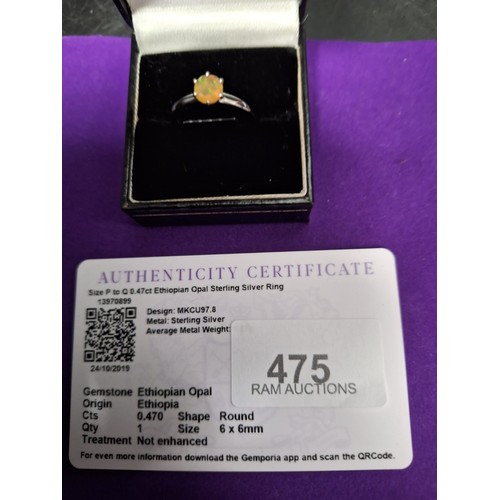 AUTHENTICITY CERTIFICATE
Size P to Q 0.47ct Ethiopian Opal Sterling Silver Ring
13970899
Design: MKCU97.8
Metal: Sterling Silver
Average Metal Weight:
24/10/2019
475
RAM AUCTIONS
Gemstone Ethiopian Opal
Origin Ethiopia
Cts 0.470 Shape Round
Qty 1 Size 6 x 6mm
Treatment Not enhanced
For even more information download the Gemporia app and scan the QRCode.